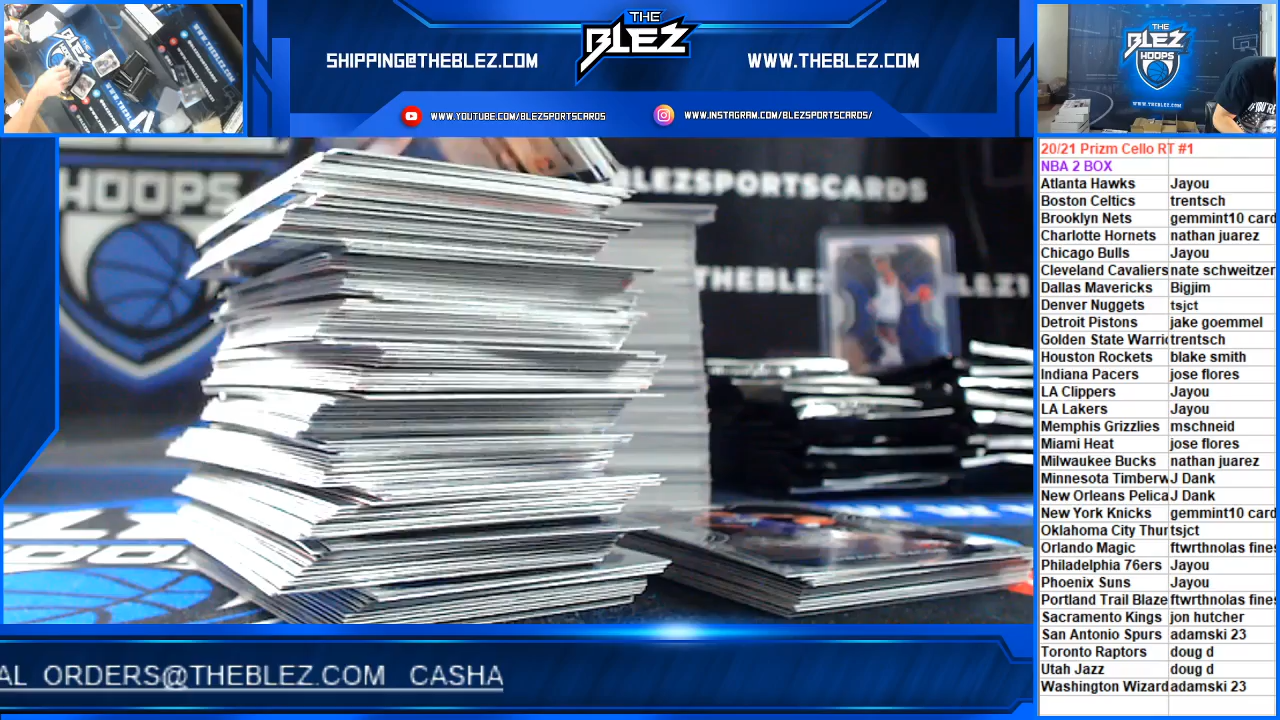 THE
BLEZ
SHIPPING@THEBLEZ.COM
WWW.THEBLEZ.COM
WWW.YOUTUBE.COM/BLEZSPORTSCARDS
WWW.INSTAGRAM.COM/BLEZSPORTSCARDS/
THE
BLEZ
HOOPS
WWW.THEBLEZ.COM
HOOPS
BLEZSPORTSCARDS
THEBLEZ
LEZ1
20/21 Prizm Cello RT #1
NBA 2 BOX
Atlanta Hawks Jayou
Boston Celtics trentsch
Brooklyn Nets gemmint10 card
Charlotte Hornets nathan juarez
Chicago Bulls Jayou
Cleveland Cavaliers nate schweitzer
Dallas Mavericks Bigjim
Denver Nuggets tsjct
Detroit Pistons jake goemmel
Golden State Warri trentsch
Houston Rockets blake smith
Indiana Pacers jose flores
LA Clippers Jayou
LA Lakers Jayou
Memphis Grizzlies mschneid
Miami Heat jose flores
Milwaukee Bucks nathan juarez
Minnesota Timberw J Dank
New Orleans Pelica J Dank
New York Knicks gemmint10 card
Oklahoma City Thun tsjct
Orlando Magic ftwrthnolas fines
Philadelphia 76ers Jayou
Phoenix Suns Jayou
Portland Trail Blaze ftwrthnolas fines
Sacramento Kings jon hutcher
San Antonio Spurs adamski 23
Toronto Raptors doug d
Utah Jazz doug d
Washington Wizard adamski 23
AL ORDERS@THEBLEZ.COM CASHA